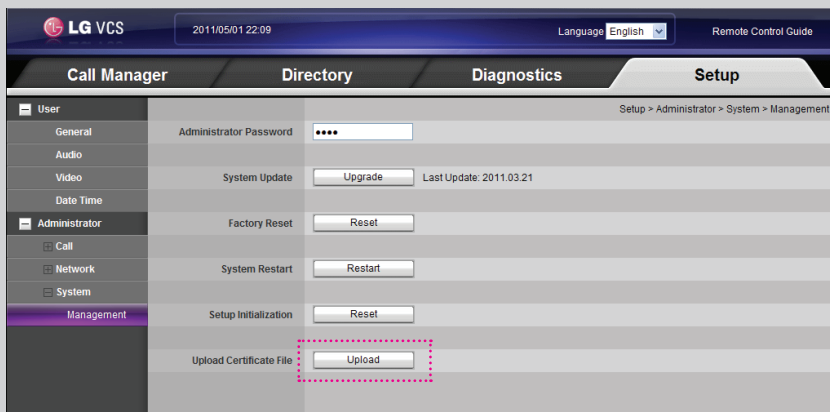 LG VCS 2011/05/01 22:09 Language English Remote Control Guide
Call Manager Directory Diagnostics Setup
User Setup > Administrator > System > Management
General Administrator Password ••••
Audio
Video System Update Upgrade Last Update: 2011.03.21
Date Time
Administrator Factory Reset Reset
Call
Network System Restart Restart
System
Management Setup Initialization Reset
Upload Certificate File Upload